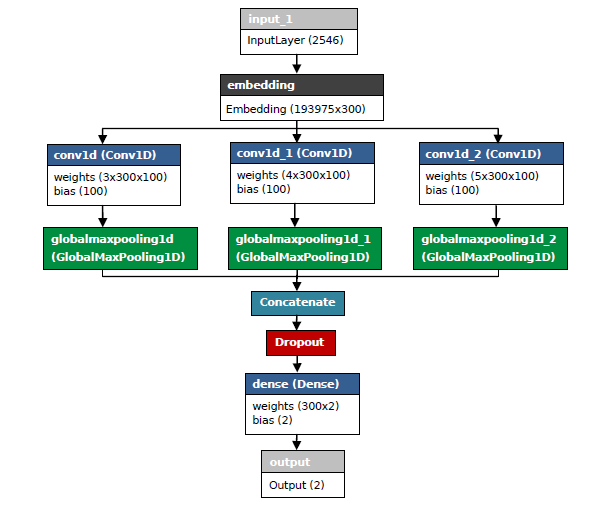 input_1
InputLayer (2546)
embedding
Embedding (193975x300)
conv1d (Conv1D)
weights (3x300x100)
bias (100)
conv1d_1 (Conv1D)
weights (4x300x100)
bias (100)
conv1d_2 (Conv1D)
weights (5x300x100)
bias (100)
globalmaxpooling1d
(GlobalMaxPooling1D)
globalmaxpooling1d_1
(GlobalMaxPooling1D)
globalmaxpooling1d_2
(GlobalMaxPooling1D)
Concatenate
Dropout
dense (Dense)
weights (300x2)
bias (2)
output
Output (2)